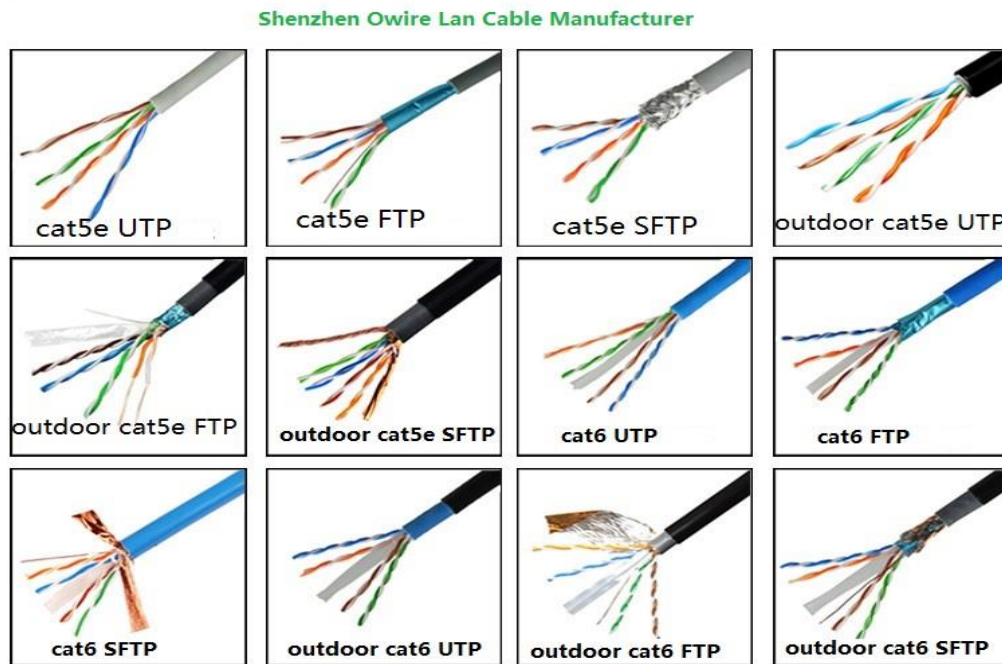 Shenzhen Owire Lan Cable Manufacturer
cat5e UTP
cat5e FTP
cat5e SFTP
outdoor cat5e UTP
outdoor cat5e FTP
outdoor cat5e SFTP
cat6 UTP
cat6 FTP
cat6 SFTP
outdoor cat6 UTP
outdoor cat6 FTP
outdoor cat6 SFTP